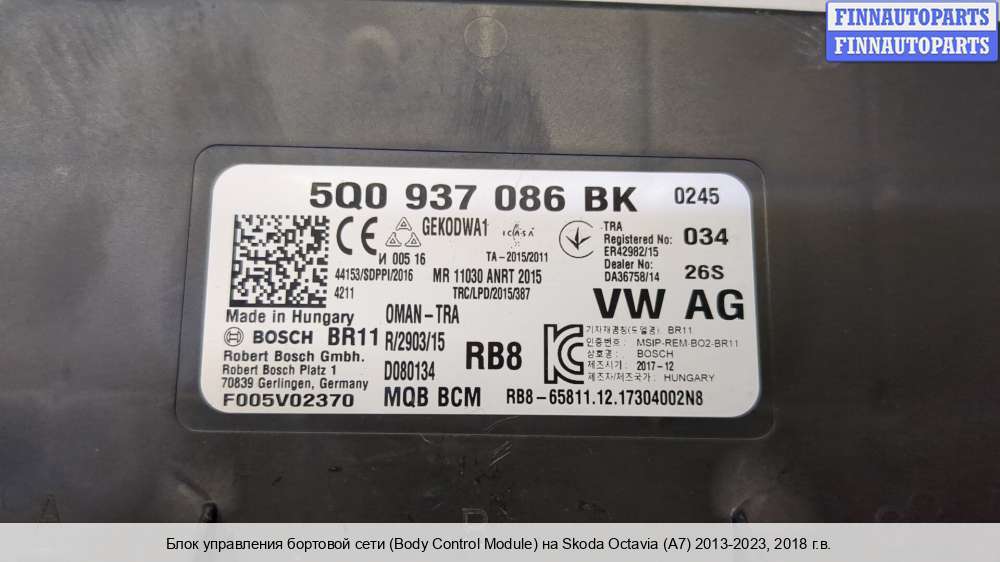 FINNAUTOPARTS
FINNAUTOPARTS
5Q0 937 086 BK 0245
CE
GEKODWA1
И 005 16
ICASA
TA-2015/2011
TRA
Registered No: 034
ER42982/15
Dealer No: 26S
DA36758/14
44153/SDPPI/2016
4211
MR 11030 ANRT 2015
TRC/LPD/2015/387
VW AG
Made in Hungary
BOSCH BR11
Robert Bosch Gmbh.
Robert Bosch Platz 1
70839 Gerlingen, Germany
F005V02370
OMAN-TRA
R/2903/15
D080134
RB8
MQB BCM
기자재명칭(모델명): BR11
인증번호: MSIP-REM-BO2-BR11
상호명: BOSCH
제조시기: 2017-12
제조자/제조국가: HUNGARY
RB8-65811.12.17304002N8
Блок управления бортовой сети (Body Control Module) на Skoda Octavia (A7) 2013-2023, 2018 г.в.